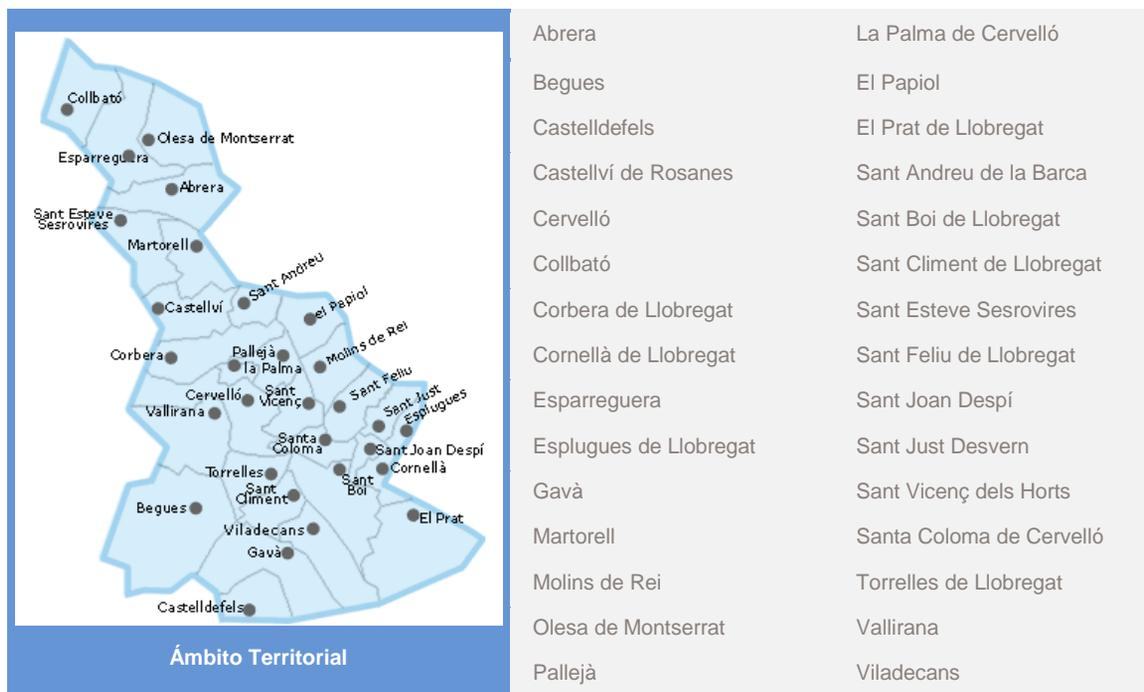 Collbató
Olesa de Montserrat
Esparreguera
Abrera
Sant Esteve
Sesrovires
Martorell
Sant Andreu
Castellví
el Papiol
Molins de Rei
Corbera
Pallejà
la Palma
Sant Feliu
Cervelló
Sant
Vicenç
Sant Just
Esplugues
Vallirana
Santa
Coloma
Sant Joan Despí
Cornellà
Torrelles
Sant
Boi
Sant
Climent
Begues
El Prat
Viladecans
Gavà
Castelldefels
Ámbito Territorial
Abrera
Begues
Castelldefels
Castellví de Rosanes
Cervelló
Collbató
Corbera de Llobregat
Cornellà de Llobregat
Esparreguera
Esplugues de Llobregat
Gavà
Martorell
Molins de Rei
Olesa de Montserrat
Pallejà
La Palma de Cervelló
El Papiol
El Prat de Llobregat
Sant Andreu de la Barca
Sant Boi de Llobregat
Sant Climent de Llobregat
Sant Esteve Sesrovires
Sant Feliu de Llobregat
Sant Joan Despí
Sant Just Desvern
Sant Vicenç dels Horts
Santa Coloma de Cervelló
Torrelles de Llobregat
Vallirana
Viladecans